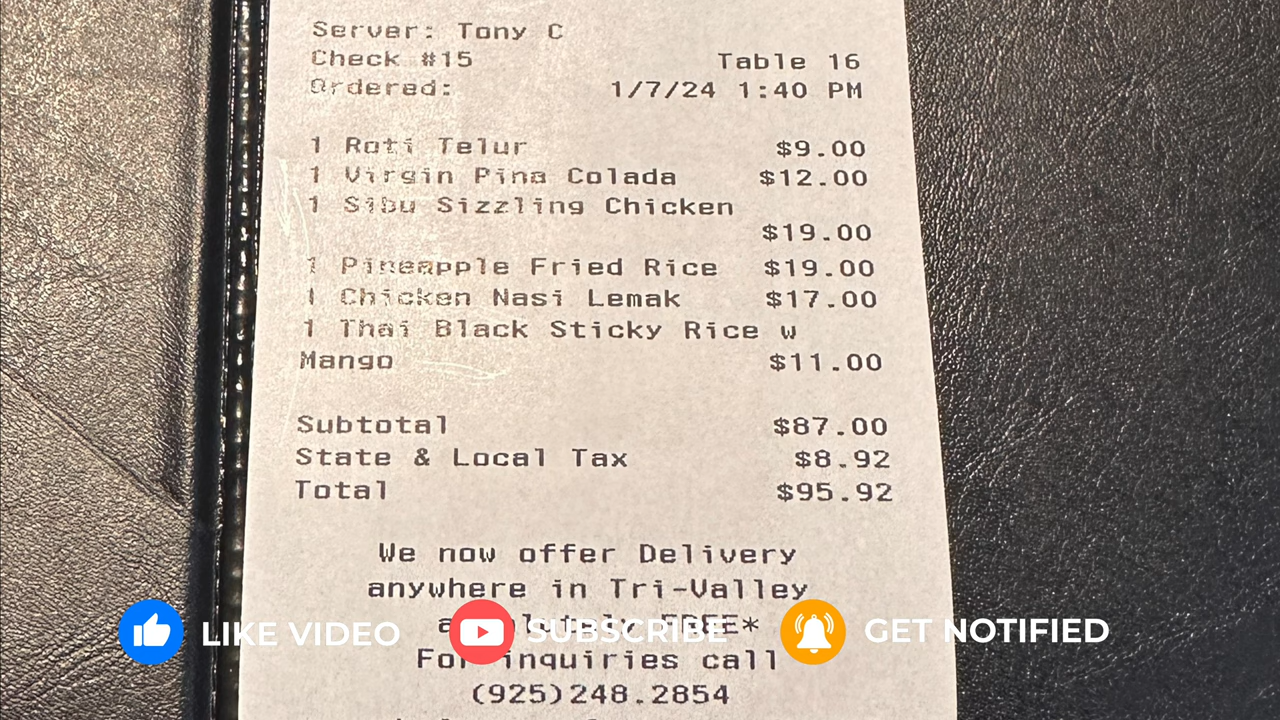 Server: Tony C
Check #15 Table 16
Ordered: 1/7/24 1:40 PM
1 Roti Telur $9.00
1 Virgin Pina Colada $12.00
1 Sibu Sizzling Chicken
$19.00
1 Pineapple Fried Rice $19.00
1 Chicken Nasi Lemak $17.00
1 Thai Black Sticky Rice w
Mango $11.00
Subtotal $87.00
State & Local Tax $8.92
Total $95.92
We now offer Delivery
anywhere in Tri-Valley
absolutely FREE*
LIKE VIDEO SUBSCRIBE GET NOTIFIED
For inquiries call
(925)248.2854